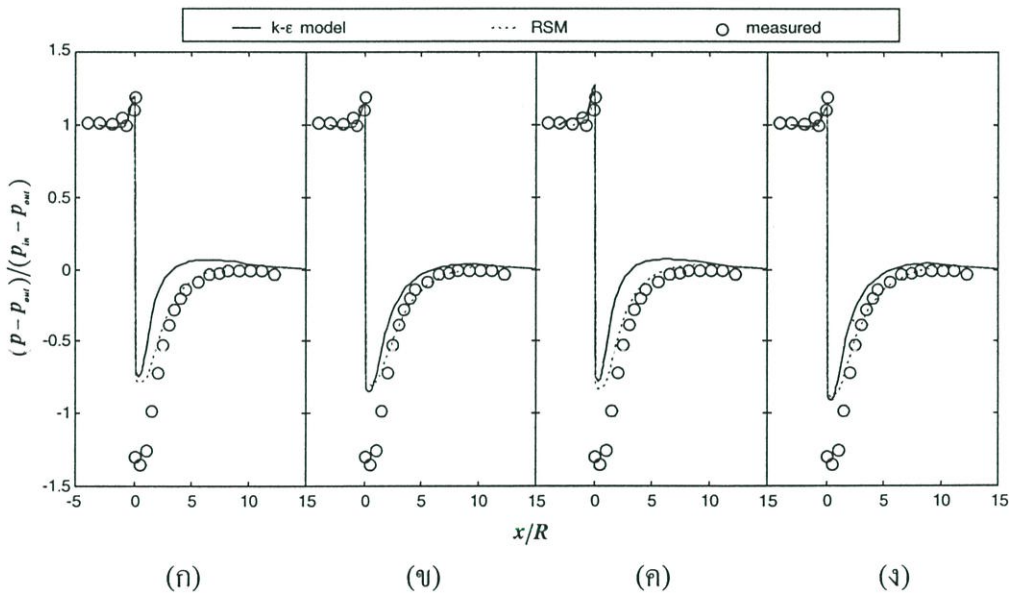 k-ε model RSM measured
1.5
1
0.5
0
-0.5
-1
-1.5
(p - p_out)/(p_in - p_out)
-5 0 5 10 15 0 5 10 15 0 5 10 15 0 5 10 15
x/R
(ก) (ข) (ค) (ง)